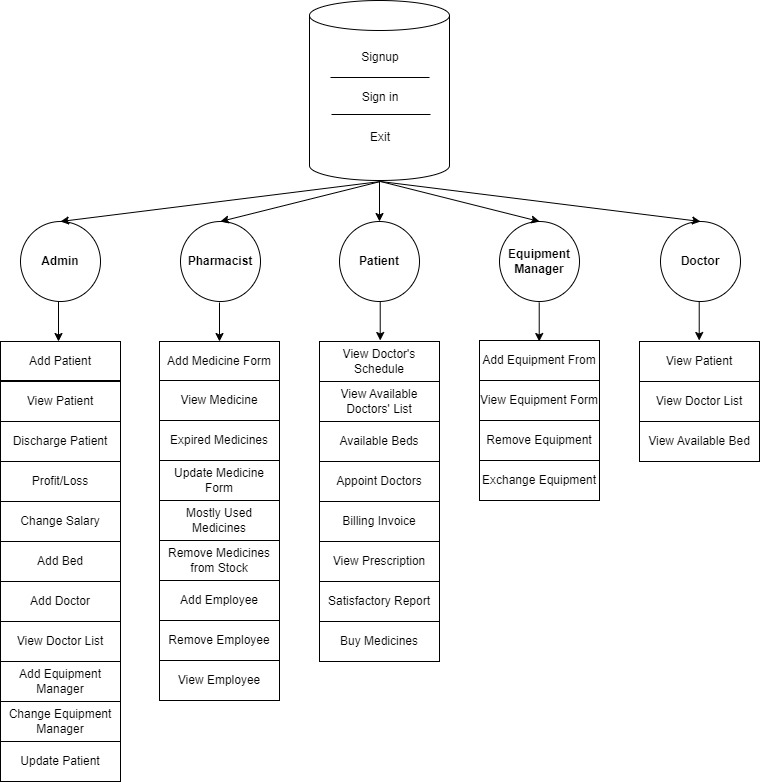 Signup
Sign in
Exit
Admin
Pharmacist
Patient
Equipment
Manager
Doctor
Add Patient
View Patient
Discharge Patient
Profit/Loss
Change Salary
Add Bed
Add Doctor
View Doctor List
Add Equipment
Manager
Change Equipment
Manager
Update Patient
Add Medicine Form
View Medicine
Expired Medicines
Update Medicine
Form
Mostly Used
Medicines
Remove Medicines
from Stock
Add Employee
Remove Employee
View Employee
View Doctor's
Schedule
View Available
Doctors' List
Available Beds
Appoint Doctors
Billing Invoice
View Prescription
Satisfactory Report
Buy Medicines
Add Equipment From
View Equipment Form
Remove Equipment
Exchange Equipment
View Patient
View Doctor List
View Available Bed